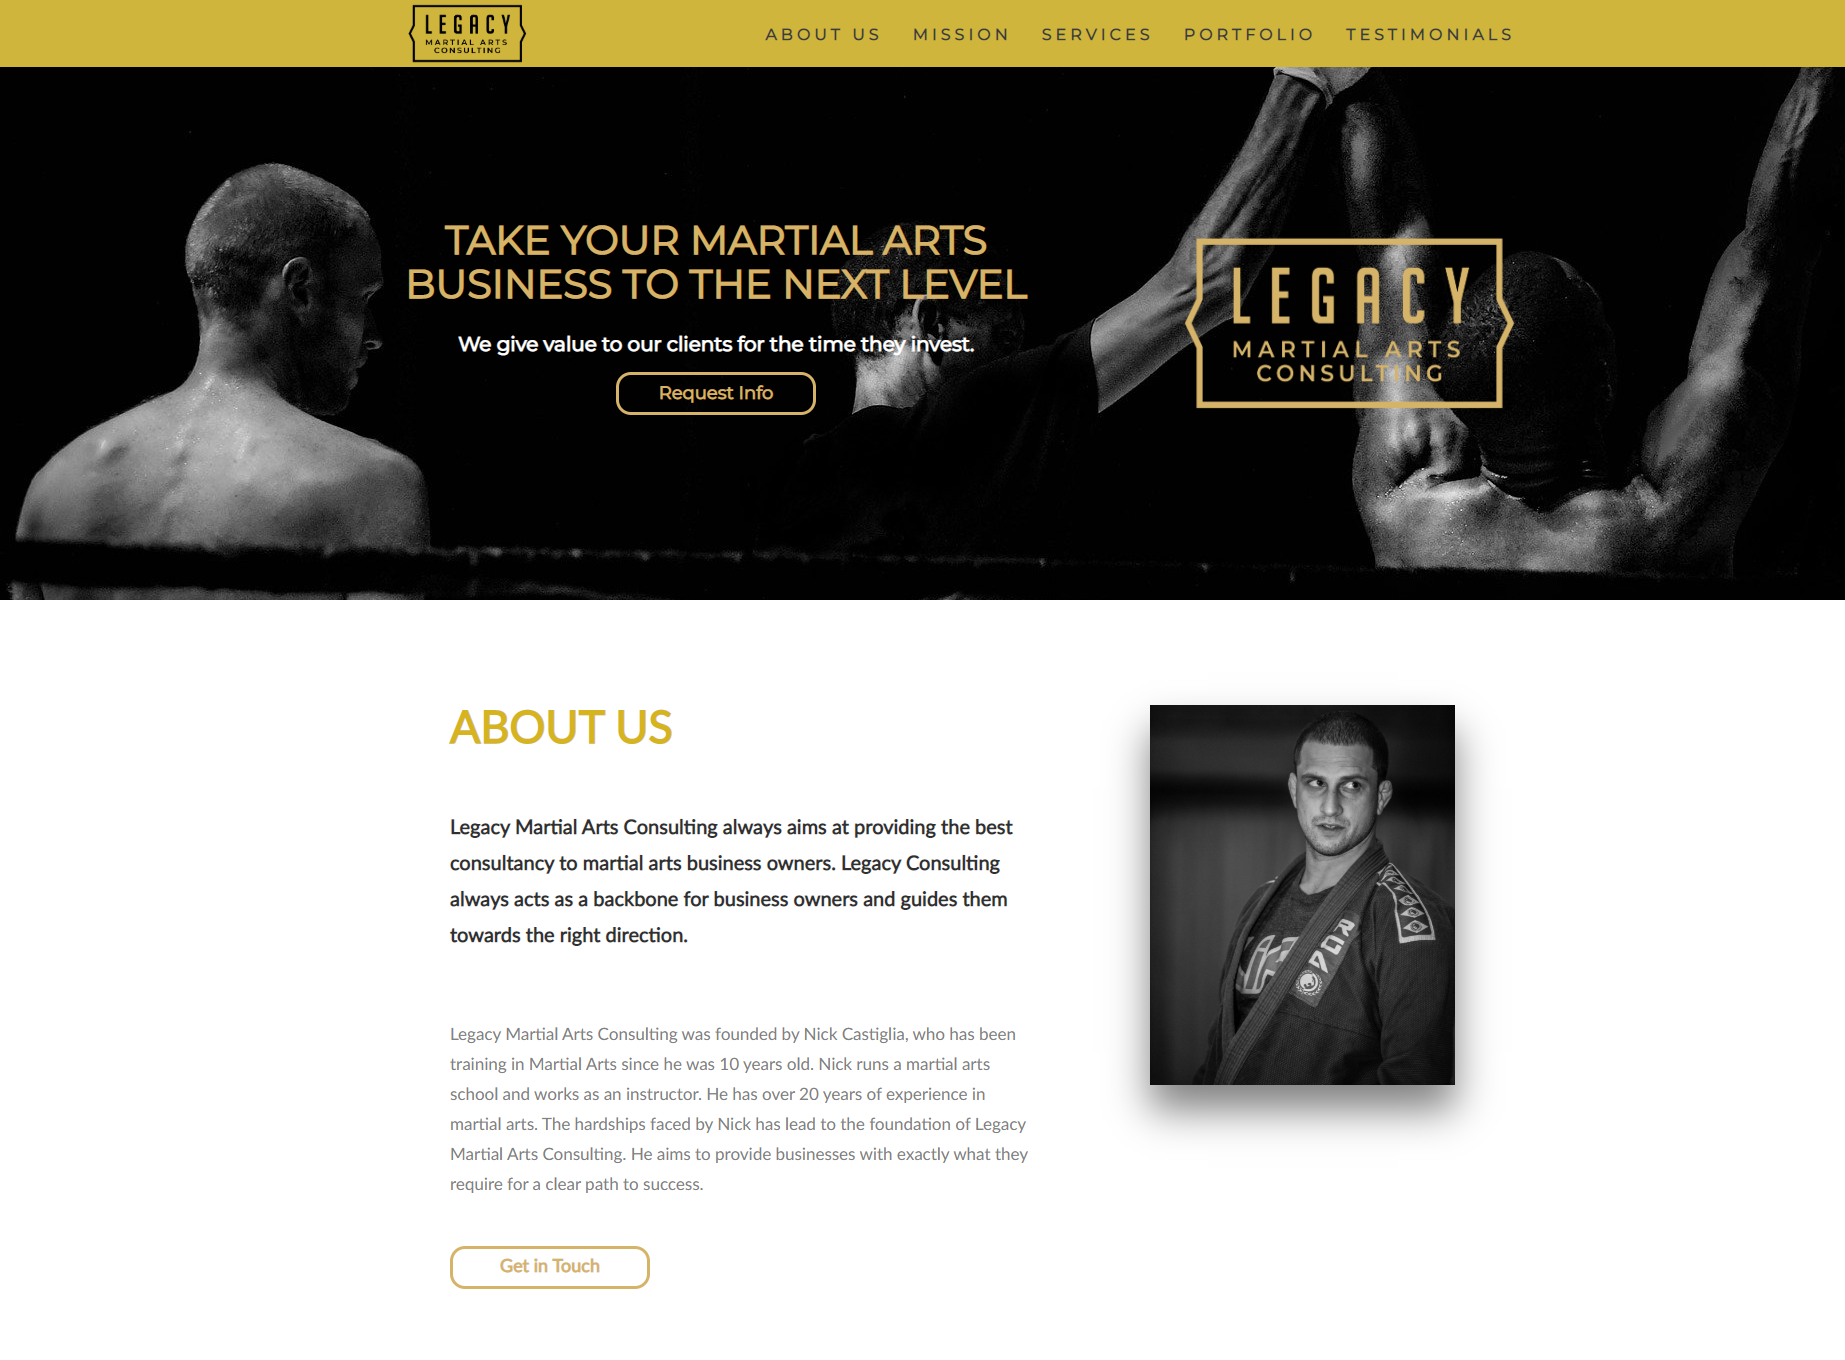 LEGACY
MARTIAL ARTS
CONSULTING
ABOUT US MISSION SERVICES PORTFOLIO TESTIMONIALS
TAKE YOUR MARTIAL ARTS
BUSINESS TO THE NEXT LEVEL
We give value to our clients for the time they invest.
Request Info
LEGACY
MARTIAL ARTS
CONSULTING
ABOUT US
Legacy Martial Arts Consulting always aims at providing the best
consultancy to martial arts business owners. Legacy Consulting
always acts as a backbone for business owners and guides them
towards the right direction.
Legacy Martial Arts Consulting was founded by Nick Castiglia, who has been
training in Martial Arts since he was 10 years old. Nick runs a martial arts
school and works as an instructor. He has over 20 years of experience in
martial arts. The hardships faced by Nick has lead to the foundation of Legacy
Martial Arts Consulting. He aims to provide businesses with exactly what they
require for a clear path to success.
Get in Touch